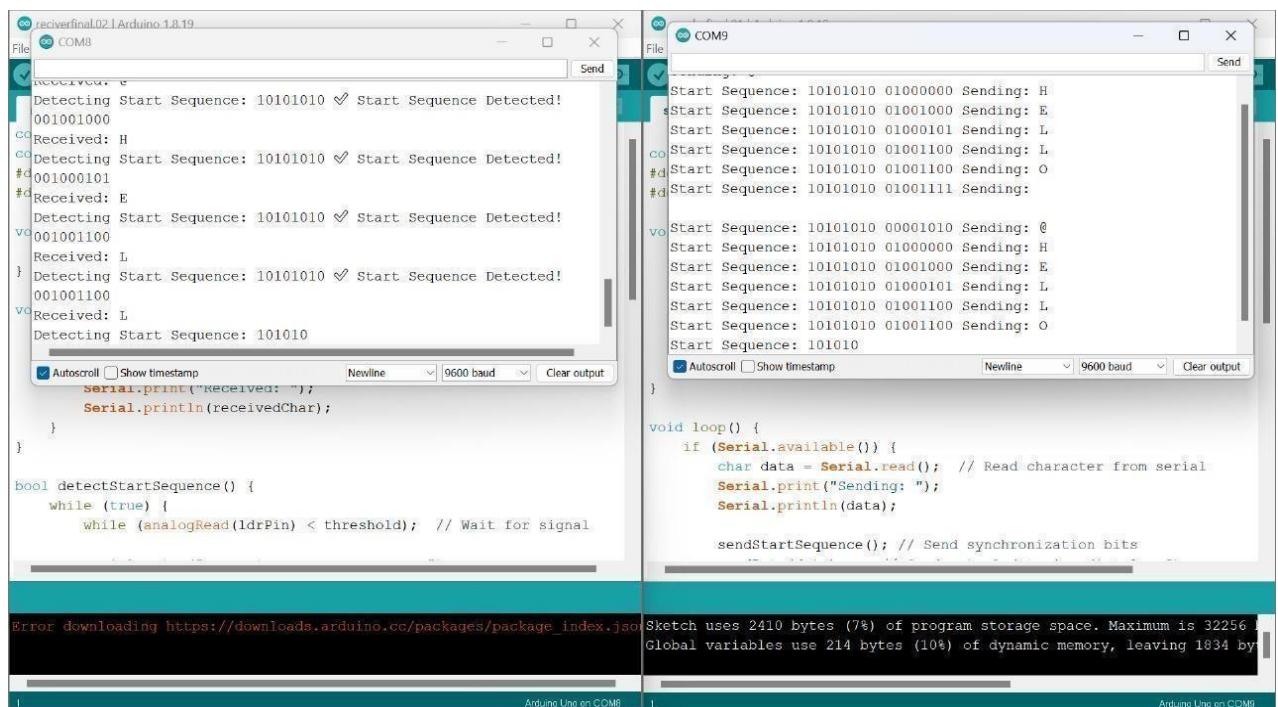 reciverfinal.02 | Arduino 1.8.19
File
COM8
Send
Detecting Start Sequence: 10101010 ✅ Start Sequence Detected!
001001000
Received: H
Detecting Start Sequence: 10101010 ✅ Start Sequence Detected!
001000101
Received: E
Detecting Start Sequence: 10101010 ✅ Start Sequence Detected!
001001100
Received: L
Detecting Start Sequence: 10101010 ✅ Start Sequence Detected!
001001100
Received: L
Detecting Start Sequence: 101010
Autoscroll Show timestamp Newline 9600 baud Clear output
Serial.print("Received: ");
Serial.println(receivedChar);
}
}
bool detectStartSequence() {
while (true) {
while (analogRead(ldrPin) < threshold); // Wait for signal
Error downloading https://downloads.arduino.cc/packages/package_index.jso
1 Arduino Uno on COM8
File
COM9
Send
Start Sequence: 10101010 01000000 Sending: H
Start Sequence: 10101010 01001000 Sending: E
Start Sequence: 10101010 01000101 Sending: L
Start Sequence: 10101010 01001100 Sending: L
Start Sequence: 10101010 01001100 Sending: O
Start Sequence: 10101010 01001111 Sending:
Start Sequence: 10101010 00001010 Sending: @
Start Sequence: 10101010 01000000 Sending: H
Start Sequence: 10101010 01001000 Sending: E
Start Sequence: 10101010 01000101 Sending: L
Start Sequence: 10101010 01001100 Sending: L
Start Sequence: 10101010 01001100 Sending: O
Start Sequence: 101010
Autoscroll Show timestamp Newline 9600 baud Clear output
}
void loop() {
if (Serial.available()) {
char data = Serial.read(); // Read character from serial
Serial.print("Sending: ");
Serial.println(data);
sendStartSequence(); // Send synchronization bits
Sketch uses 2410 bytes (7%) of program storage space. Maximum is 32256
Global variables use 214 bytes (10%) of dynamic memory, leaving 1834 by
1 Arduino Uno on COM9